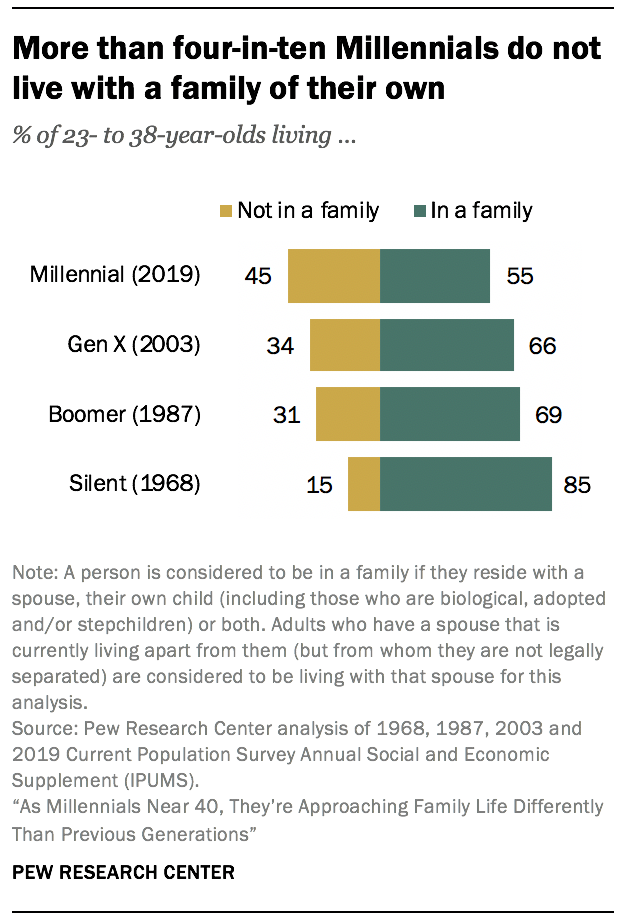 More than four-in-ten Millennials do not
live with a family of their own
% of 23- to 38-year-olds living ...
Not in a family In a family
Millennial (2019) 45 55
Gen X (2003) 34 66
Boomer (1987) 31 69
Silent (1968) 15 85
Note: A person is considered to be in a family if they reside with a
spouse, their own child (including those who are biological, adopted
and/or stepchildren) or both. Adults who have a spouse that is
currently living apart from them (but from whom they are not legally
separated) are considered to be living with that spouse for this
analysis.
Source: Pew Research Center analysis of 1968, 1987, 2003 and
2019 Current Population Survey Annual Social and Economic
Supplement (IPUMS).
“As Millennials Near 40, They’re Approaching Family Life Differently
Than Previous Generations”
PEW RESEARCH CENTER